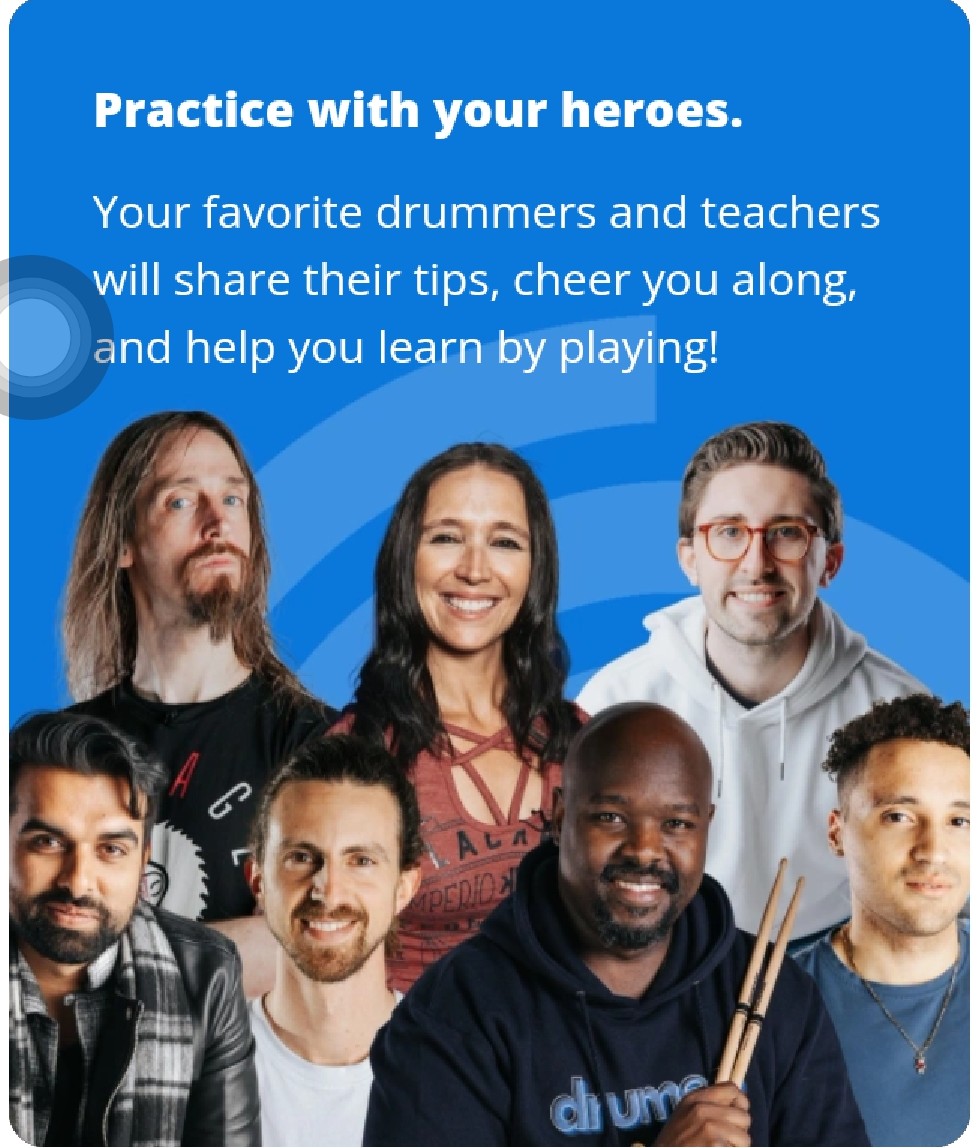 Practice with your heroes.
Your favorite drummers and teachers
will share their tips, cheer you along,
and help you learn by playing!
A G
drume